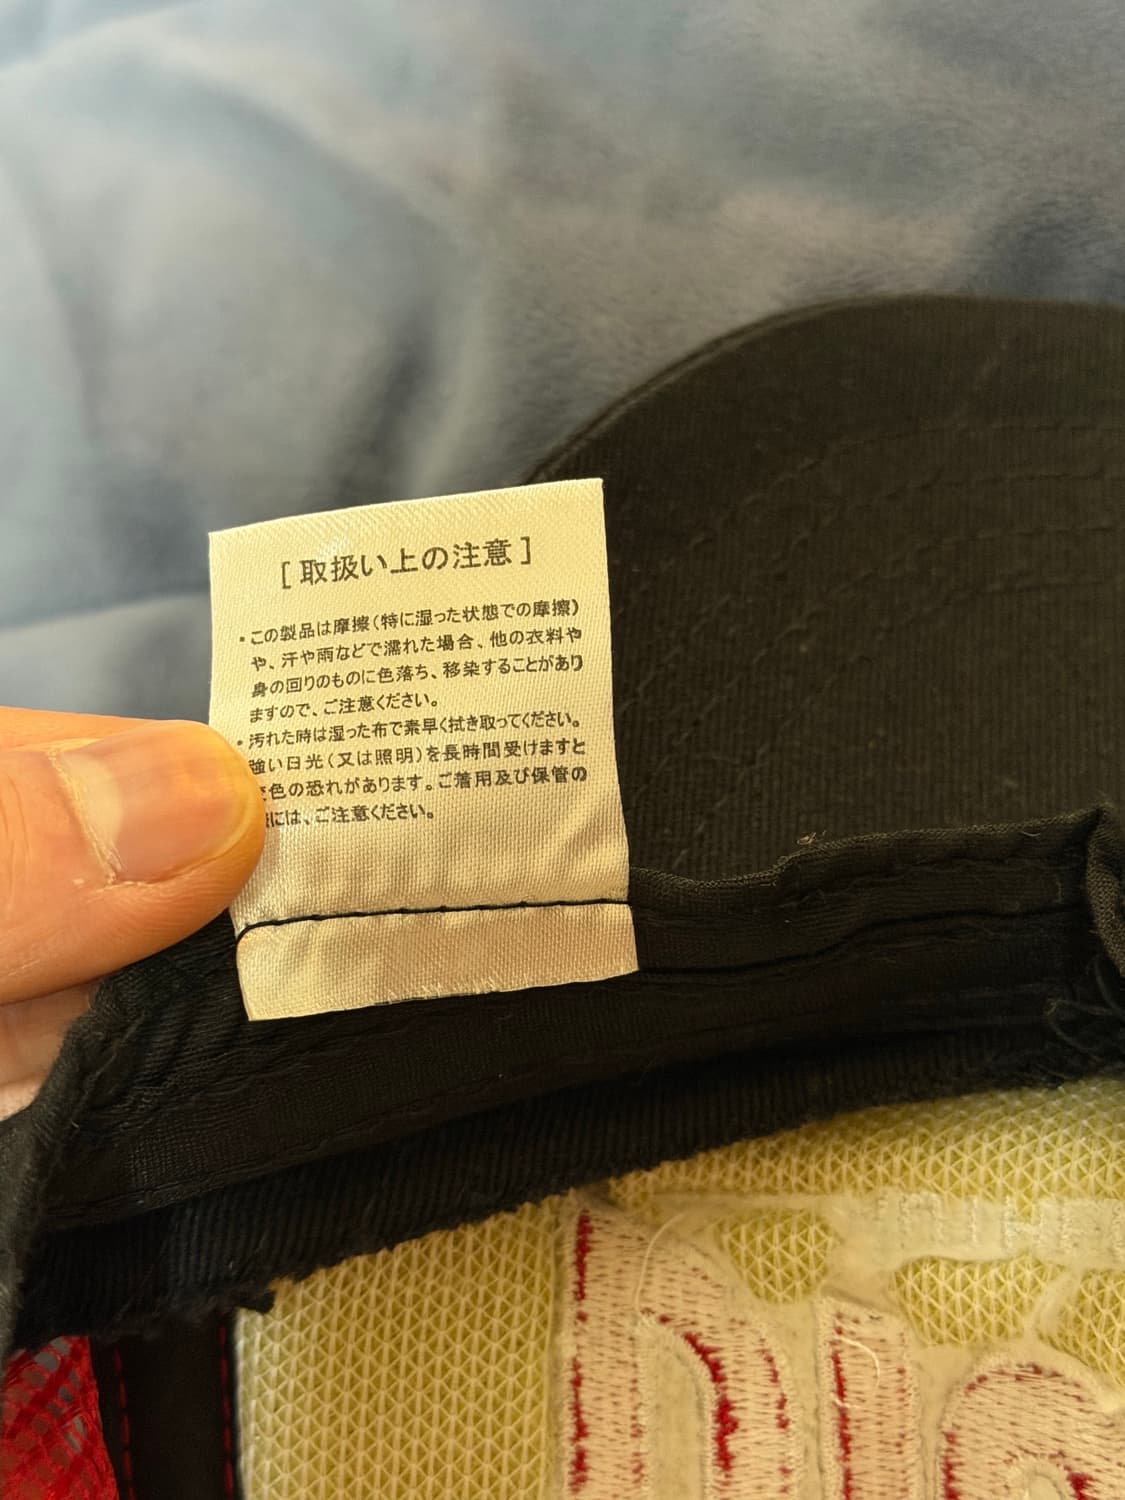 [ 取扱い上の注意 ]
・この製品は摩擦(特に湿った状態での摩擦)
や、汗や雨などで濡れた場合、他の衣料や
身の回りのものに色落ち、移染することがあり
ますので、ご注意ください。
・汚れた時は湿った布で素早く拭き取ってください。
強い日光(又は照明)を長時間受けますと
色の恐れがあります。ご着用及び保管の
には、ご注意ください。